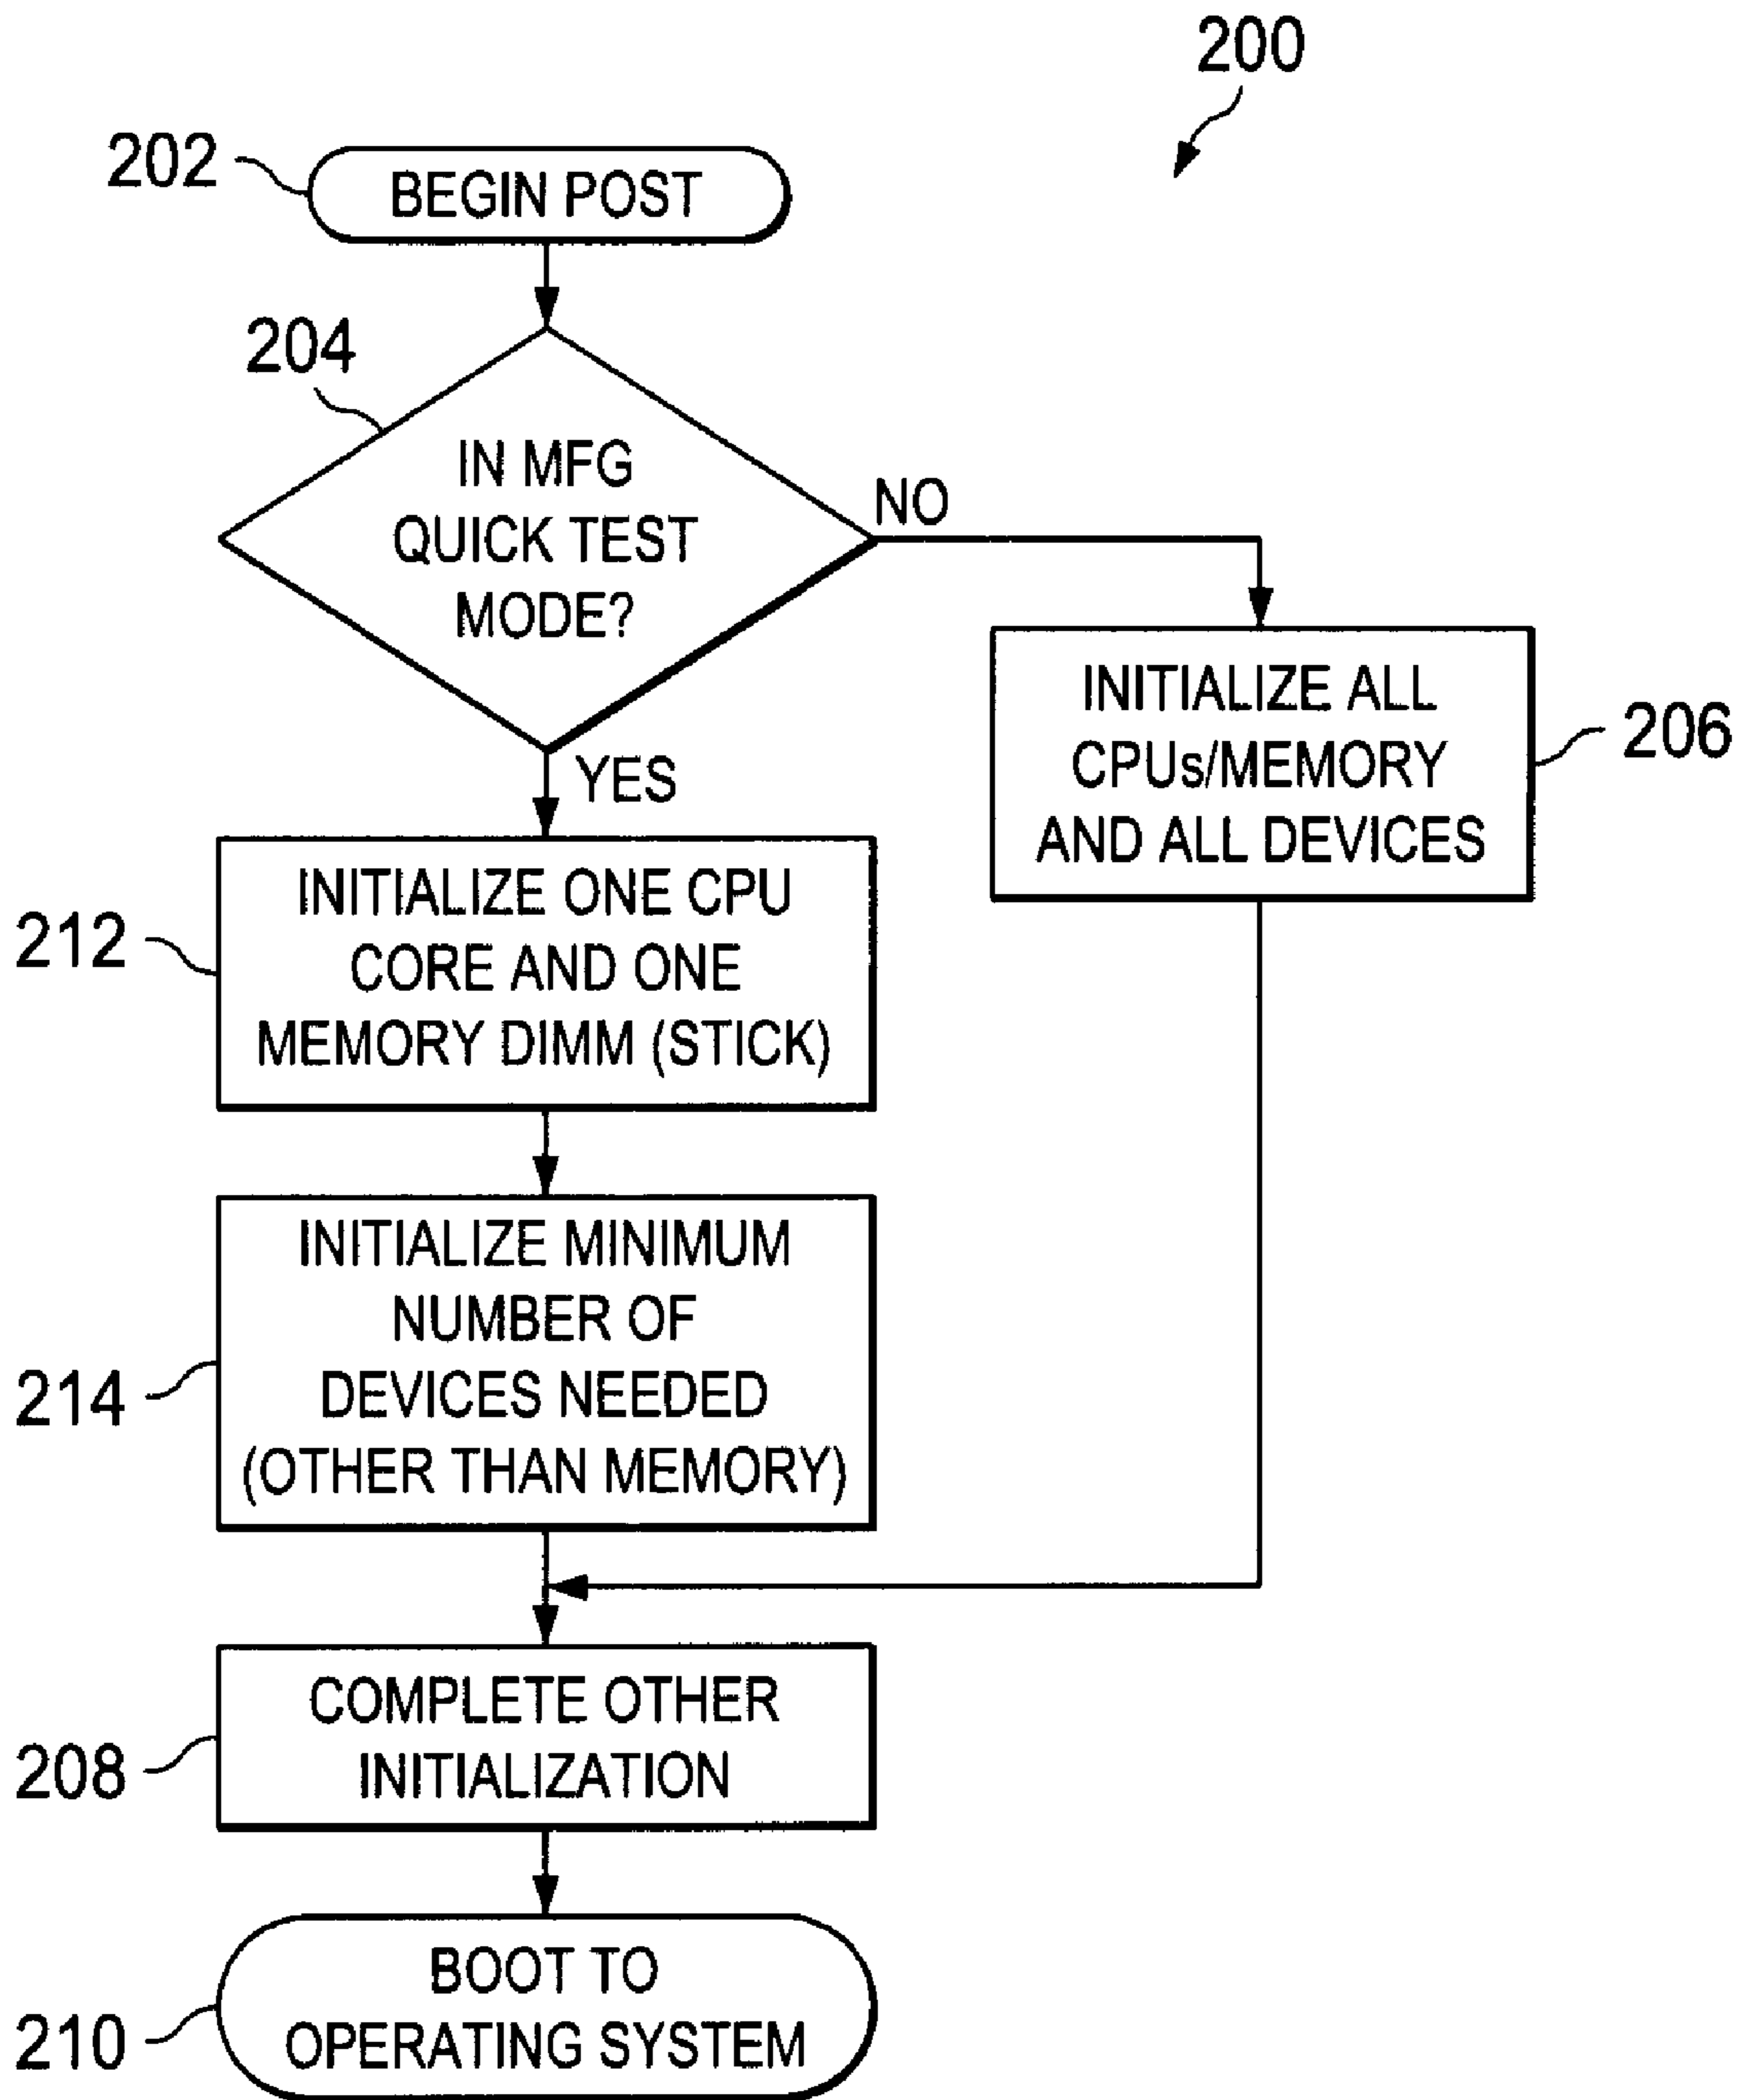 200
202
BEGIN POST
204
IN MFG
QUICK TEST
MODE?
NO
YES
INITIALIZE ALL
CPUs/MEMORY
AND ALL DEVICES
206
212
INITIALIZE ONE CPU
CORE AND ONE
MEMORY DIMM (STICK)
214
INITIALIZE MINIMUM
NUMBER OF
DEVICES NEEDED
(OTHER THAN MEMORY)
208
COMPLETE OTHER
INITIALIZATION
210
BOOT TO
OPERATING SYSTEM